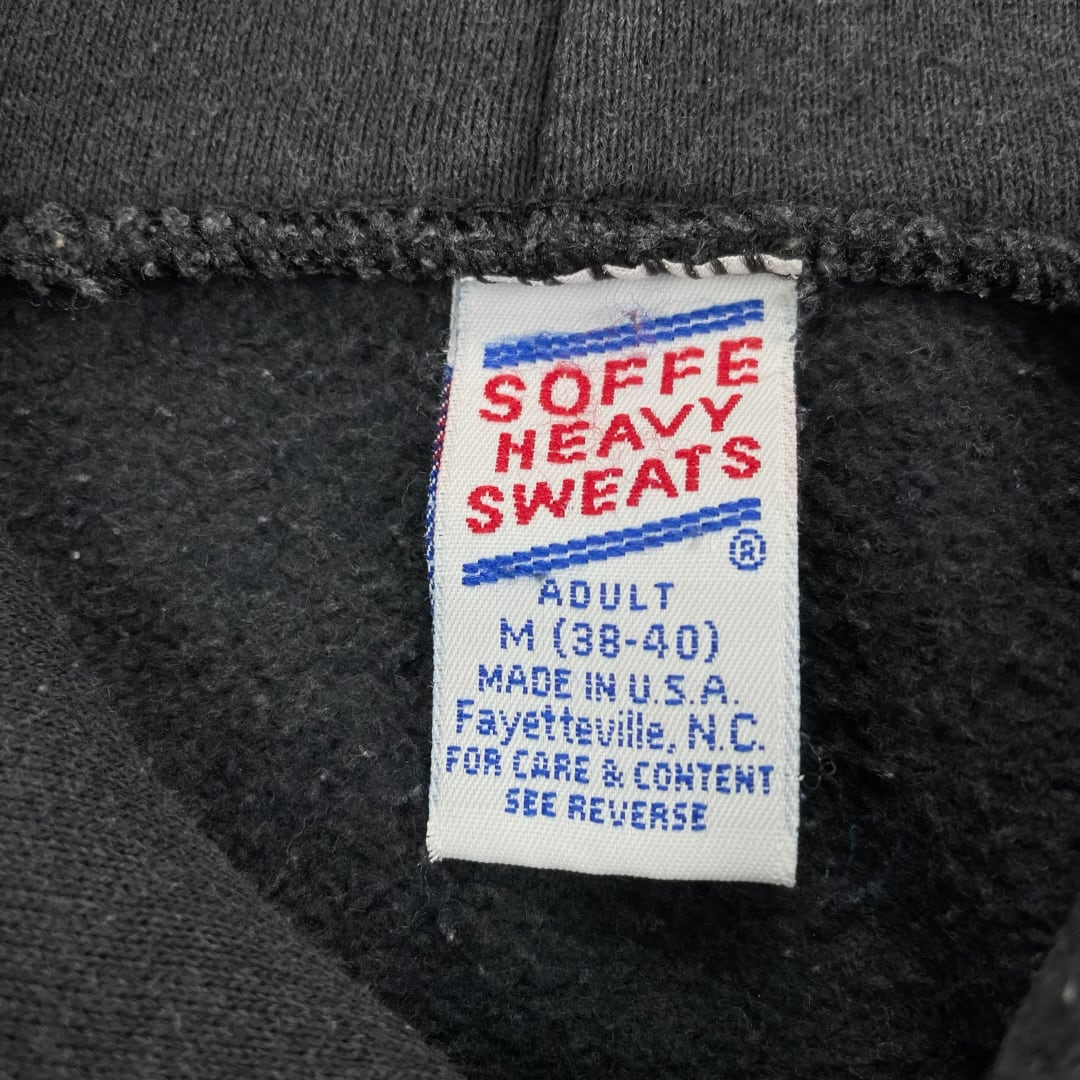 SOFFE
HEAVY
SWEATS
®
ADULT
M (38-40)
MADE IN U.S.A.
Fayetteville, N.C.
FOR CARE & CONTENT
SEE REVERSE